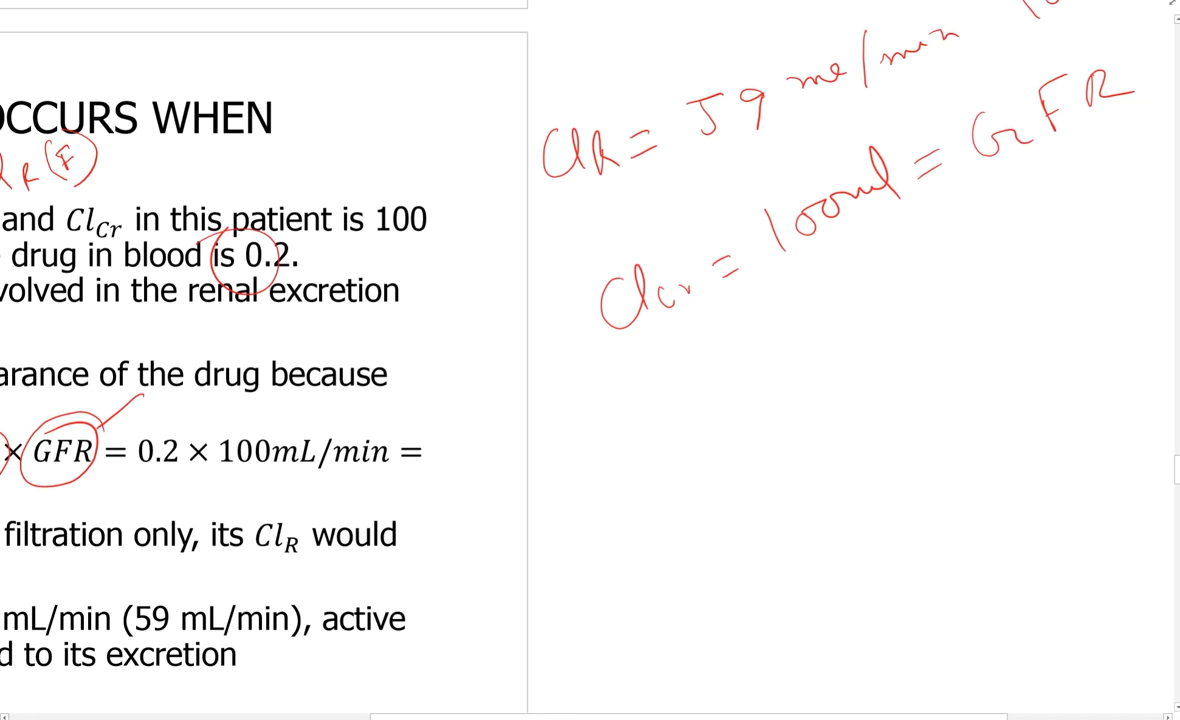 OCCURS WHEN
R (F)
and Cl_Cr in this patient is 100
drug in blood is 0.2.
volved in the renal excretion
arance of the drug because
× GFR = 0.2 × 100mL/min =
filtration only, its Cl_R would
mL/min (59 mL/min), active
d to its excretion
ClR = 59 ml/min
Clcr = 100ml = GFR